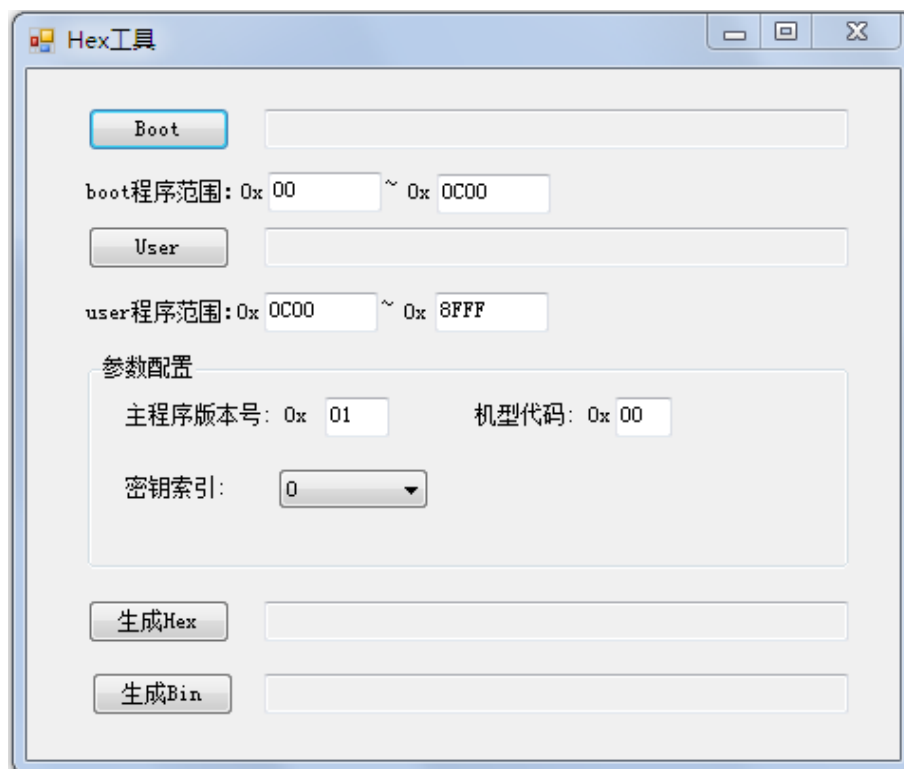 Hex工具
Boot
boot程序范围: 0x 00 ~ 0x 0C00
User
user程序范围:0x 0C00 ~ 0x 8FFF
参数配置
主程序版本号: 0x 01 机型代码: 0x 00
密钥索引: 0
生成Hex
生成Bin